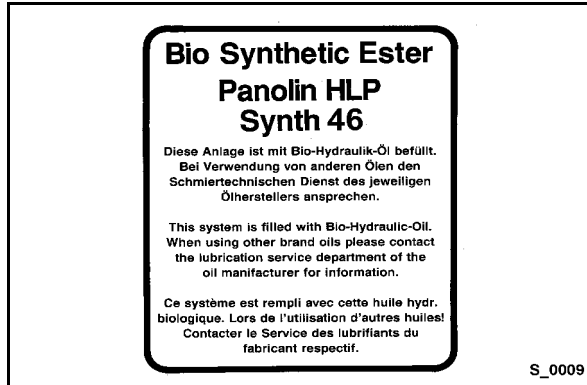 Bio Synthetic Ester
Panolin HLP
Synth 46
Diese Anlage ist mit Bio-Hydraulik-Öl befüllt.
Bei Verwendung von anderen Ölen den
Schmiertechnischen Dienst des jeweiligen
Ölherstellers ansprechen.
This system is filled with Bio-Hydraulic-Oil.
When using other brand oils please contact
the lubrication service department of the
oil manifacturer for information.
Ce système est rempli avec cette huile hydr.
biologique. Lors de l'utilisation d'autres huiles!
Contacter le Service des lubrifiants du
fabricant respectif.
S_0009